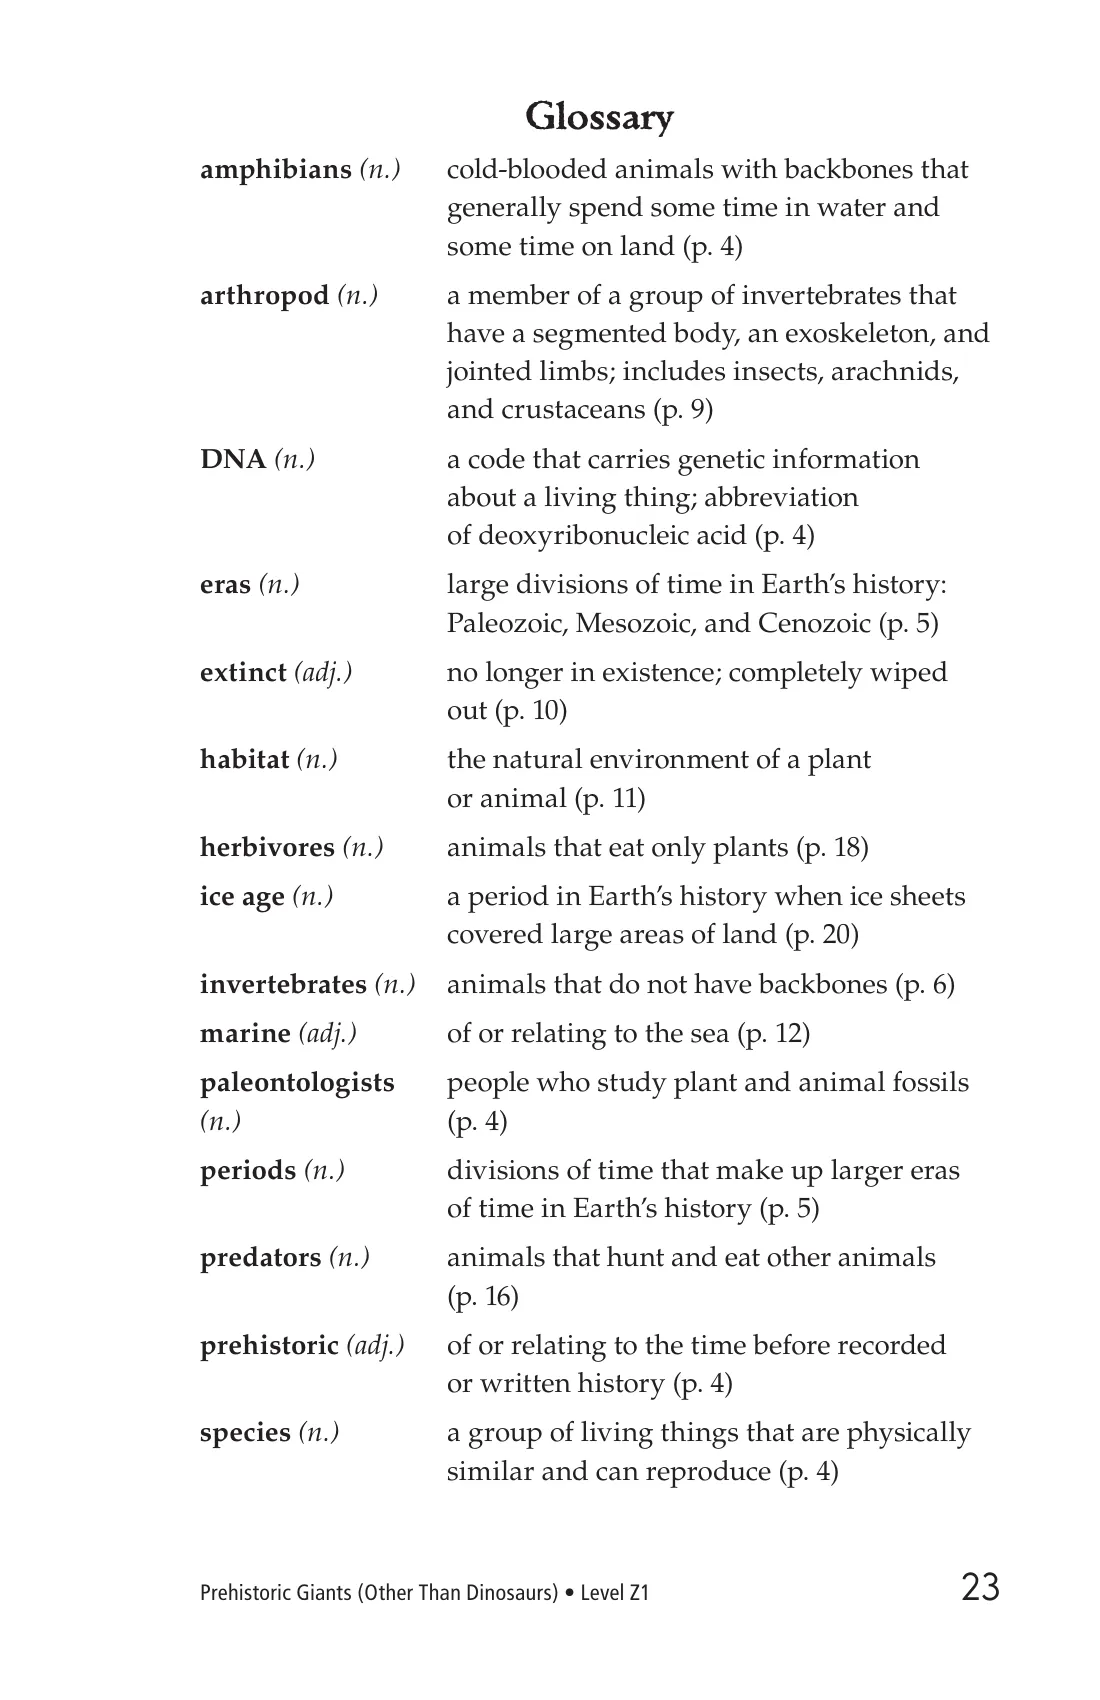 Glossary
amphibians (n.) cold-blooded animals with backbones that
generally spend some time in water and
some time on land (p. 4)
arthropod (n.) a member of a group of invertebrates that
have a segmented body, an exoskeleton, and
jointed limbs; includes insects, arachnids,
and crustaceans (p. 9)
DNA (n.) a code that carries genetic information
about a living thing; abbreviation
of deoxyribonucleic acid (p. 4)
eras (n.) large divisions of time in Earth’s history:
Paleozoic, Mesozoic, and Cenozoic (p. 5)
extinct (adj.) no longer in existence; completely wiped
out (p. 10)
habitat (n.) the natural environment of a plant
or animal (p. 11)
herbivores (n.) animals that eat only plants (p. 18)
ice age (n.) a period in Earth’s history when ice sheets
covered large areas of land (p. 20)
invertebrates (n.) animals that do not have backbones (p. 6)
marine (adj.) of or relating to the sea (p. 12)
paleontologists people who study plant and animal fossils
(n.) (p. 4)
periods (n.) divisions of time that make up larger eras
of time in Earth’s history (p. 5)
predators (n.) animals that hunt and eat other animals
(p. 16)
prehistoric (adj.) of or relating to the time before recorded
or written history (p. 4)
species (n.) a group of living things that are physically
similar and can reproduce (p. 4)
Prehistoric Giants (Other Than Dinosaurs) • Level Z1 23